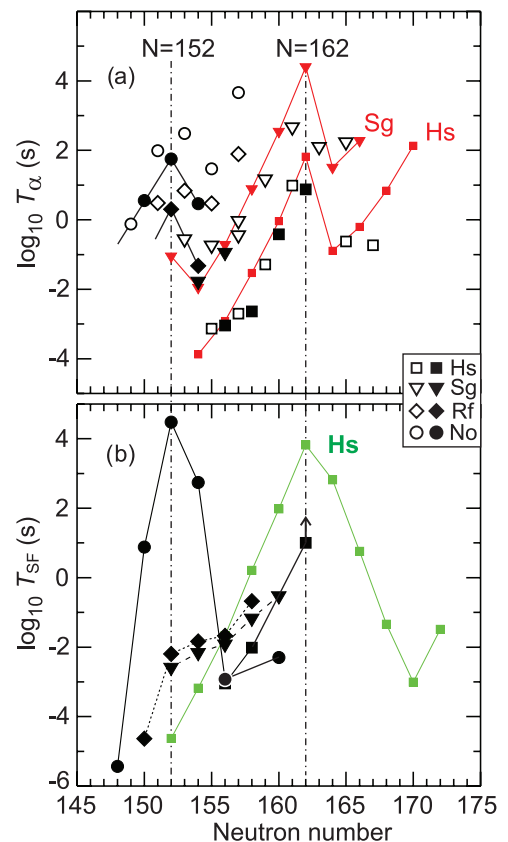 N=152 N=162
(a)
4
2
0
-2
-4
log₁₀ Tα (s)
Sg
Hs
Hs
Sg
Rf
No
(b)
Hs
4
2
0
-2
-4
-6
log₁₀ TSF (s)
145 150 155 160 165 170 175
Neutron number